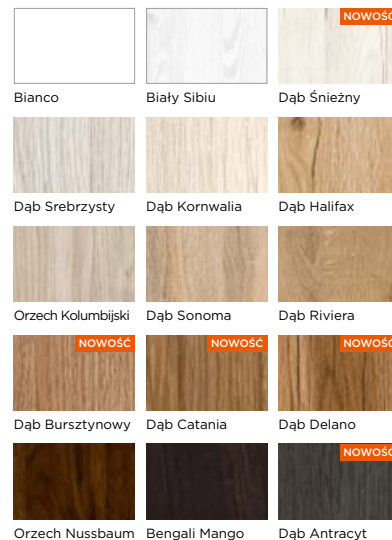 NOWOŚĆ
Bianco
Biały Sibiu
Dąb Śnieżny
Dąb Srebrzysty
Dąb Kornwalia
Dąb Halifax
Orzech Kolumbijski
Dąb Sonoma
Dąb Riviera
NOWOŚĆ
NOWOŚĆ
NOWOŚĆ
Dąb Bursztynowy
Dąb Catania
Dąb Delano
NOWOŚĆ
Orzech Nussbaum
Bengali Mango
Dąb Antracyt